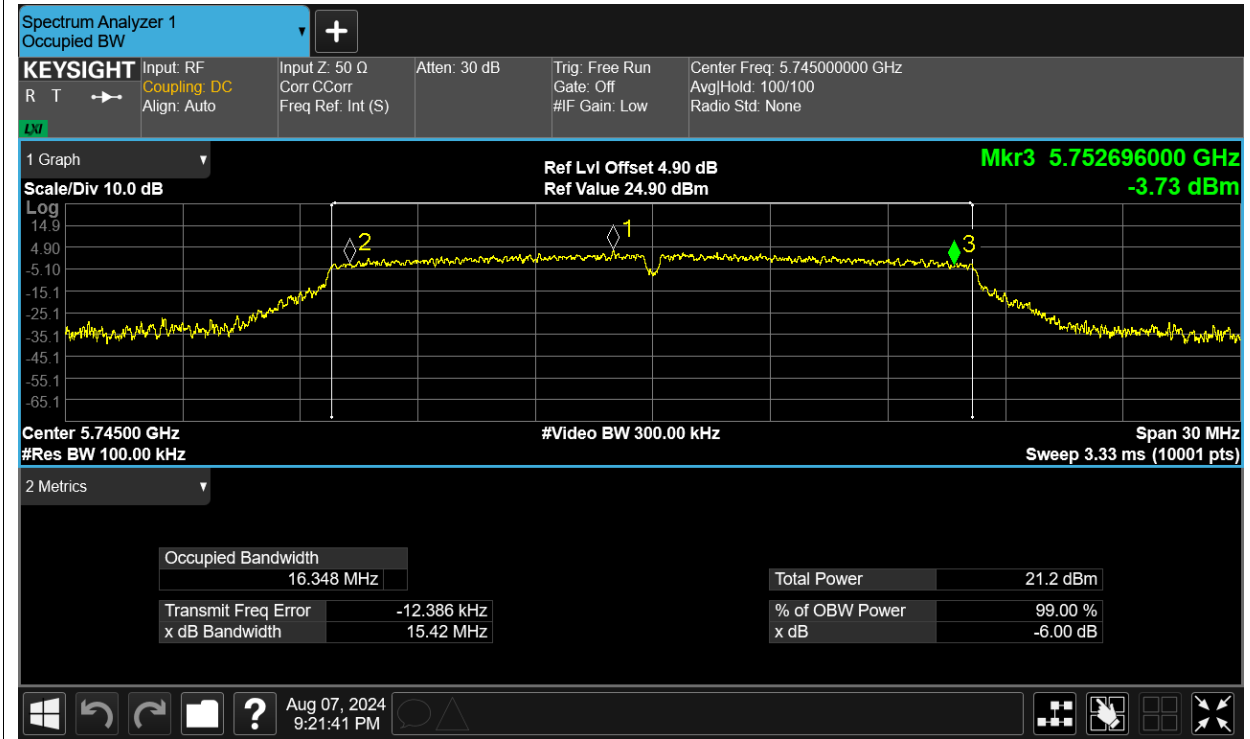 Spectrum Analyzer 1
Occupied BW
KEYSIGHT
R T
LXI
Input: RF
Coupling: DC
Align: Auto
Input Z: 50 Ω
Corr CCorr
Freq Ref: Int (S)
Atten: 30 dB
Trig: Free Run
Gate: Off
#IF Gain: Low
Center Freq: 5.745000000 GHz
Avg|Hold: 100/100
Radio Std: None
1 Graph
Scale/Div 10.0 dB
Ref Lvl Offset 4.90 dB
Ref Value 24.90 dBm
Mkr3 5.752696000 GHz
-3.73 dBm
Log
14.9
4.90
-5.10
-15.1
-25.1
-35.1
-45.1
-55.1
-65.1
2
1
3
Center 5.74500 GHz
#Res BW 100.00 kHz
#Video BW 300.00 kHz
Span 30 MHz
Sweep 3.33 ms (10001 pts)
2 Metrics
Occupied Bandwidth
16.348 MHz
Transmit Freq Error -12.386 kHz
x dB Bandwidth 15.42 MHz
Total Power 21.2 dBm
% of OBW Power 99.00 %
x dB -6.00 dB
?
Aug 07, 2024
9:21:41 PM